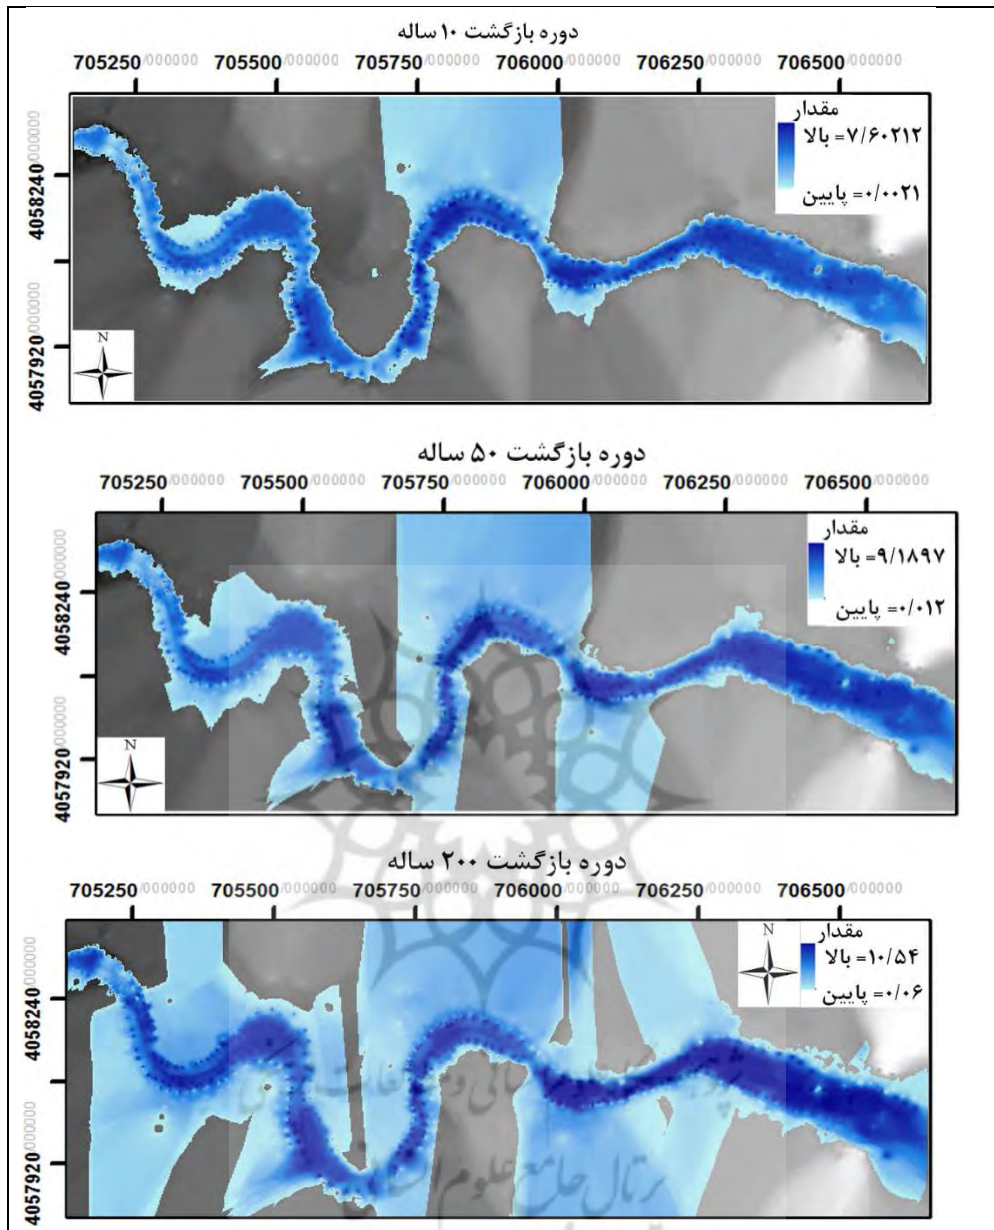 دوره بازگشت ۱۰ ساله
705250/000000 705500/000000 705750/000000 706000/000000 706250/000000 706500/000000
4058240/000000
4057920/000000
مقدار
بالا =۷/۶۰۲۱۲
پایین =۰/۰۰۲۱
N
دوره بازگشت ۵۰ ساله
705250/000000 705500/000000 705750/000000 706000/000000 706250/000000 706500/000000
4058240/000000
4057920/000000
مقدار
بالا =۹/۱۸۹۷
پایین =۰/۰۱۲
N
دوره بازگشت ۲۰۰ ساله
705250/000000 705500/000000 705750/000000 706000/000000 706250/000000 706500/000000
4058240/000000
4057920/000000
N
مقدار
بالا =۱۰/۵۴
پایین =۰/۰۶
پرتال جامع علوم انسانی